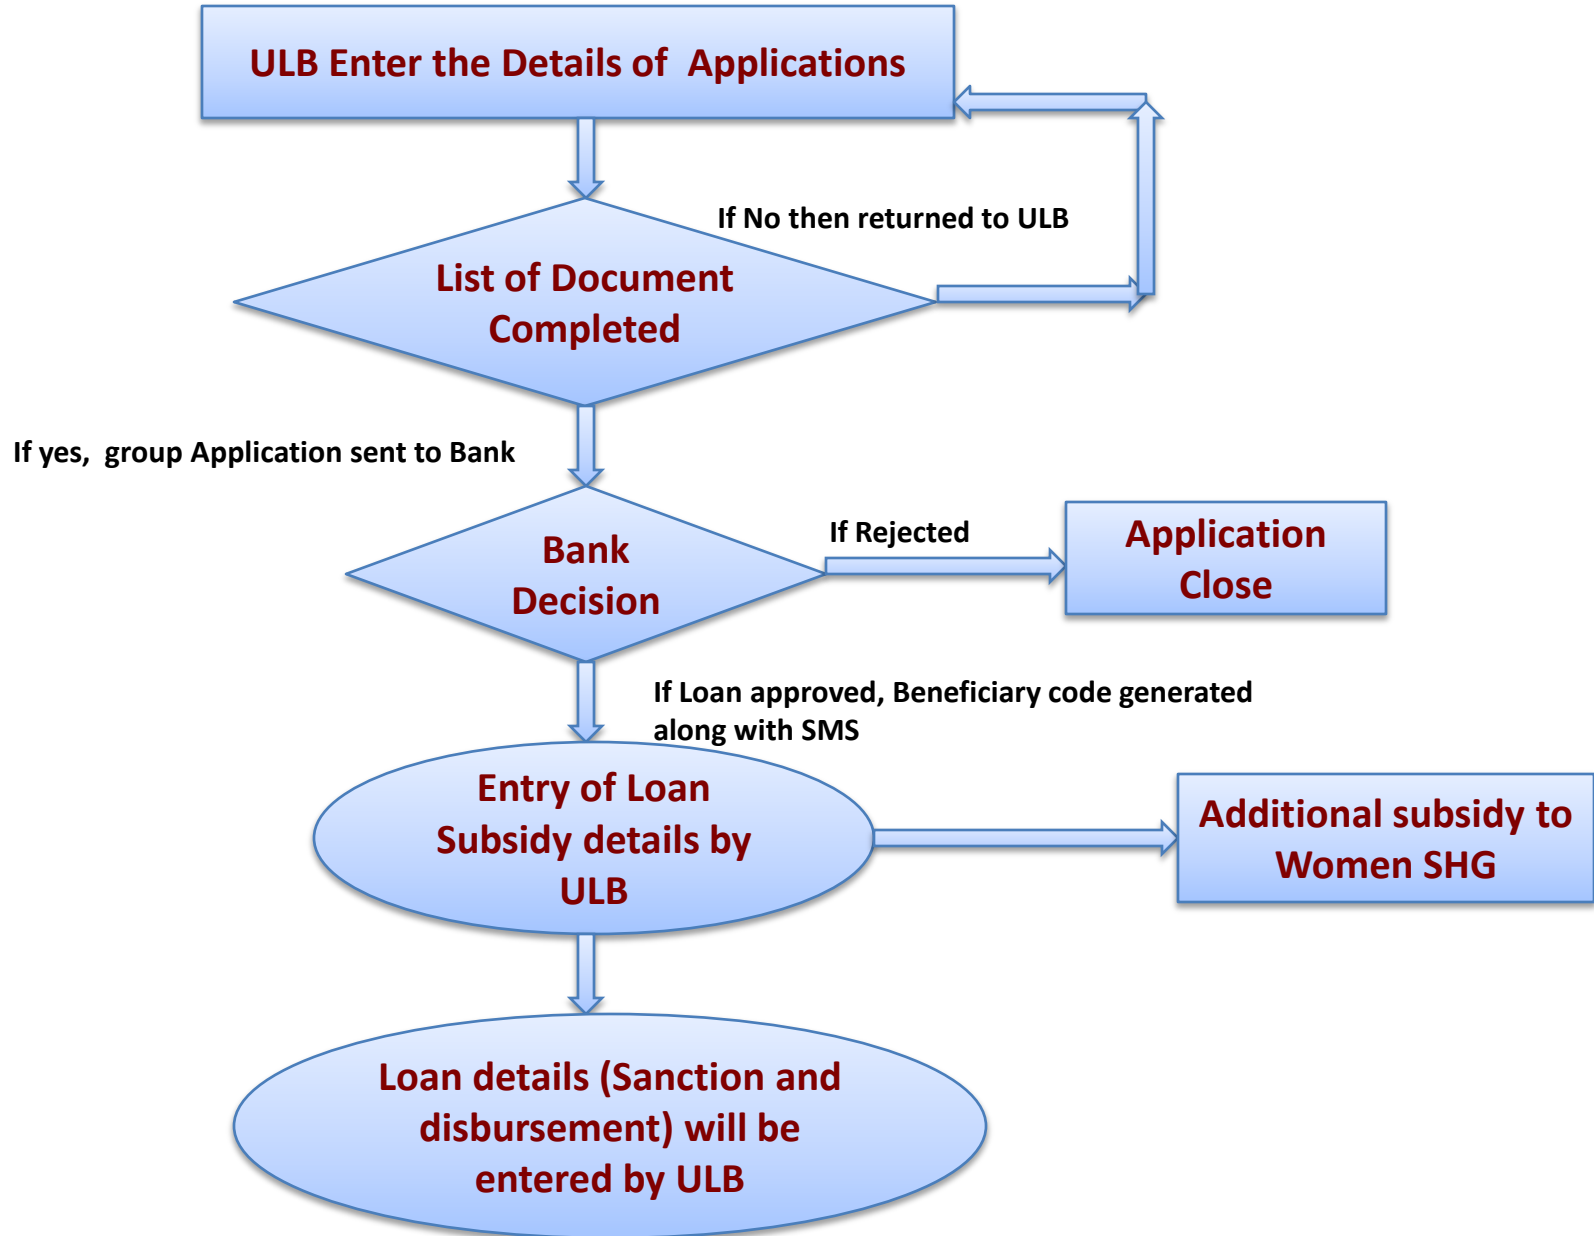 ULB Enter the Details of Applications
If No then returned to ULB
List of Document
Completed
If yes, group Application sent to Bank
Bank
Decision
If Rejected
Application
Close
If Loan approved, Beneficiary code generated
along with SMS
Entry of Loan
Subsidy details by
ULB
Additional subsidy to
Women SHG
Loan details (Sanction and
disbursement) will be
entered by ULB